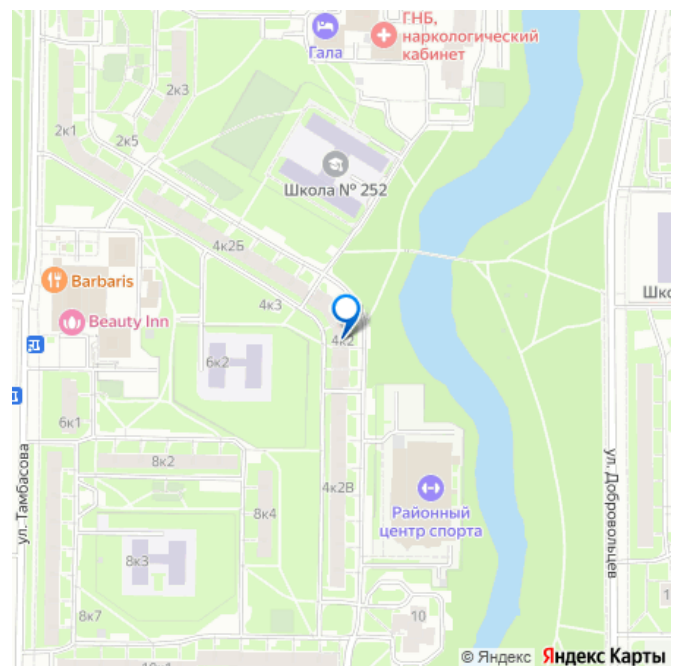 ГНБ,
наркологический
кабинет
Гала
2к3
2к1
2к5
Школа № 252
4к2Б
Barbaris
4к3
Beauty Inn
4к2
6к2
6к1
8к2
ул. Тамбасова
4к2В
8к4
Районный
центр спорта
ул. Добровольцев
8к3
8к7
10
© Яндекс Яндекс Карты